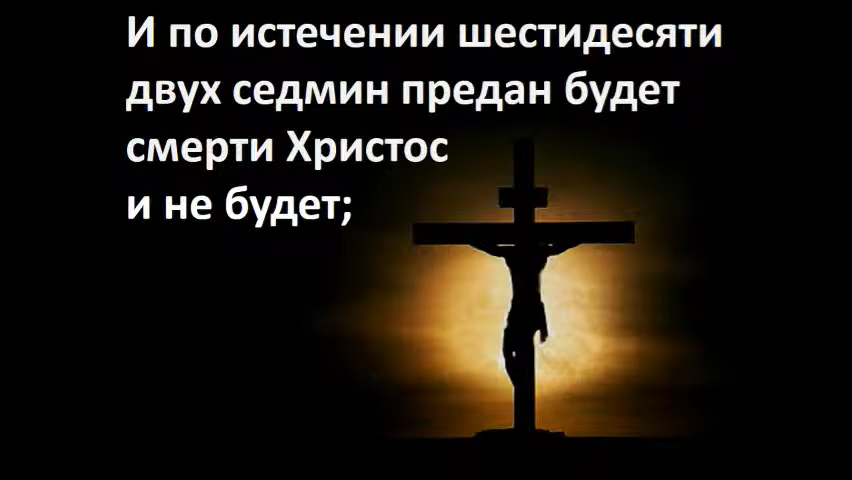 И по истечении шестидесяти
двух седмин предан будет
смерти Христос
и не будет;